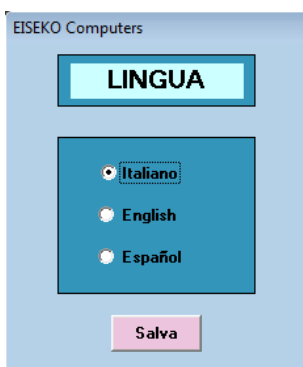 EISEKO Computers
LINGUA
Italiano
English
Español
Salva